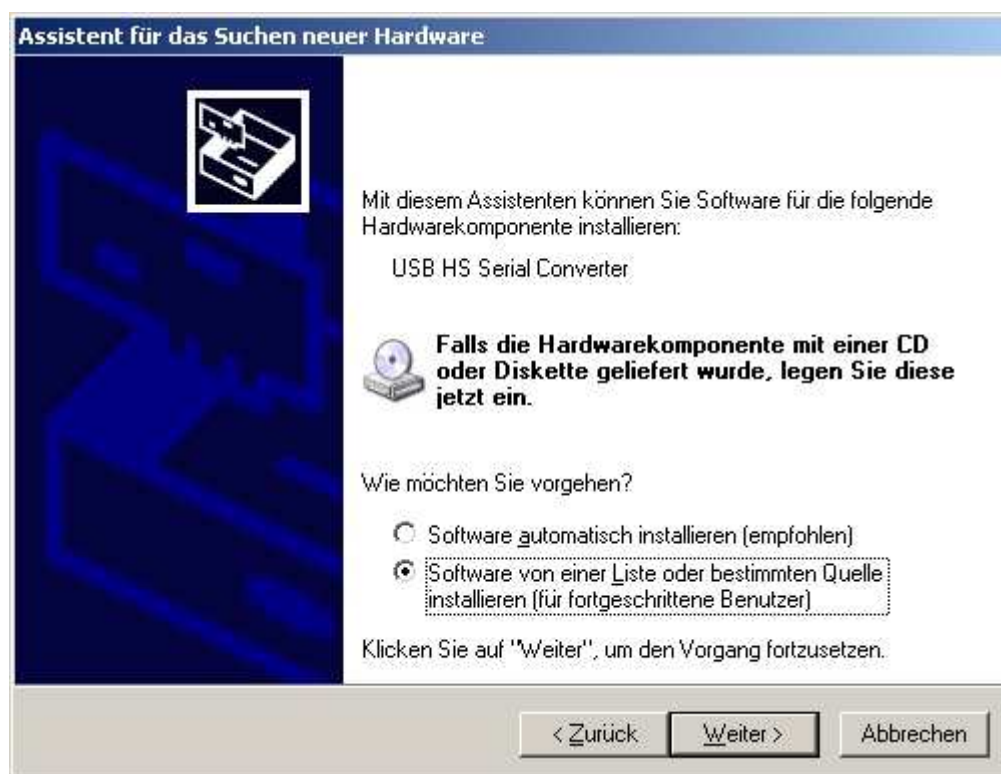 Assistent für das Suchen neuer Hardware
Mit diesem Assistenten können Sie Software für die folgende
Hardwarekomponente installieren:
USB HS Serial Converter
Falls die Hardwarekomponente mit einer CD
oder Diskette geliefert wurde, legen Sie diese
jetzt ein.
Wie möchten Sie vorgehen?
Software automatisch installieren (empfohlen)
Software von einer Liste oder bestimmten Quelle
installieren (für fortgeschrittene Benutzer)
Klicken Sie auf "Weiter", um den Vorgang fortzusetzen.
< Zurück Weiter > Abbrechen